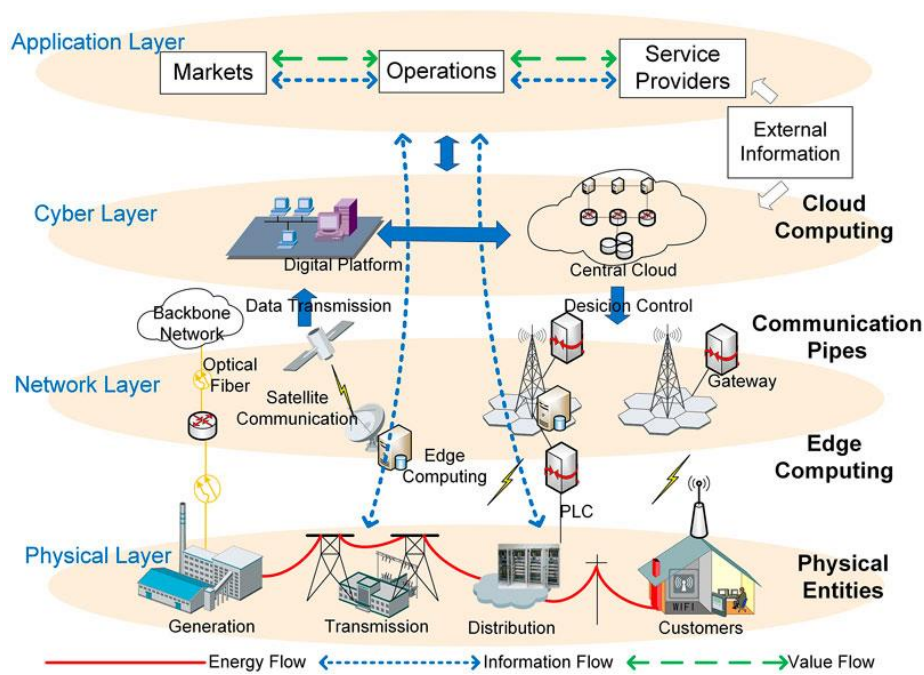 Application Layer
Markets
Operations
Service
Providers
External
Information
Cyber Layer
Cloud
Computing
Digital Platform
Central Cloud
Data Transmission
Desicion Control
Backbone
Network
Communication
Pipes
Optical
Fiber
Network Layer
Satellite
Communication
Gateway
Edge
Computing
Edge
Computing
PLC
Physical Layer
WIFI
Physical
Entities
Generation
Transmission
Distribution
Customers
Energy Flow
Information Flow
Value Flow